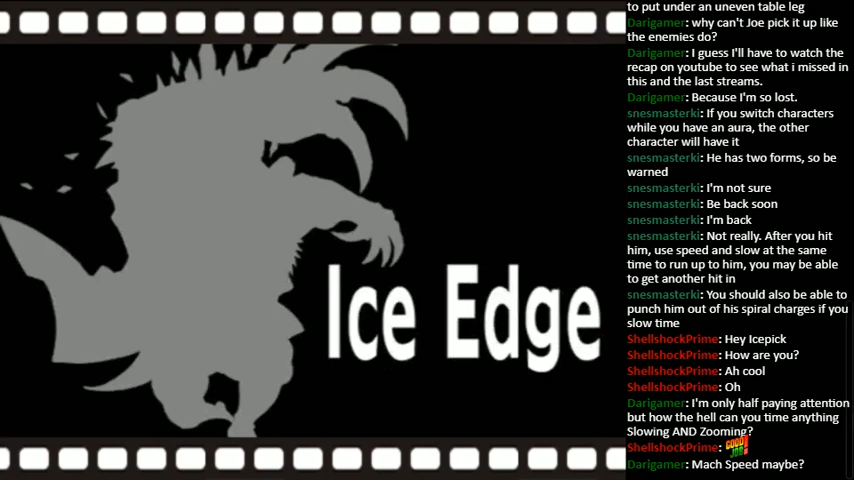 Ice Edge
to put under an uneven table leg
Darigamer: why can't Joe pick it up like
the enemies do?
Darigamer: I guess I'll have to watch the
recap on youtube to see what i missed in
this and the last streams.
Darigamer: Because I'm so lost.
snesmasterki: If you switch characters
while you have an aura, the other
character will have it
snesmasterki: He has two forms, so be
warned
snesmasterki: I'm not sure
snesmasterki: Be back soon
snesmasterki: I'm back
snesmasterki: Not really. After you hit
him, use speed and slow at the same
time to run up to him, you may be able
to get another hit in
snesmasterki: You should also be able to
punch him out of his spiral charges if you
slow time
ShellshockPrime: Hey Icepick
ShellshockPrime: How are you?
ShellshockPrime: Ah cool
ShellshockPrime: Oh
Darigamer: I'm only half paying attention
but how the hell can you time anything
Slowing AND Zooming?
ShellshockPrime: GOOD JOB!
Darigamer: Mach Speed maybe?